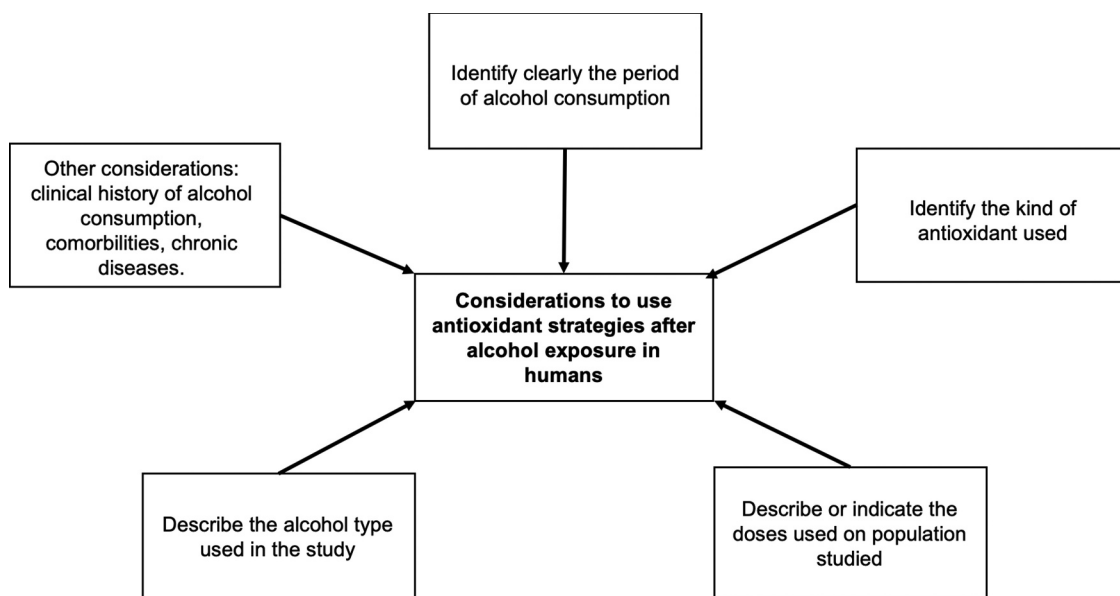 Identify clearly the period
of alcohol consumption
Other considerations:
clinical history of alcohol
consumption,
comorbilities, chronic
diseases.
Identify the kind of
antioxidant used
Considerations to use
antioxidant strategies after
alcohol exposure in
humans
Describe the alcohol type
used in the study
Describe or indicate the
doses used on population
studied